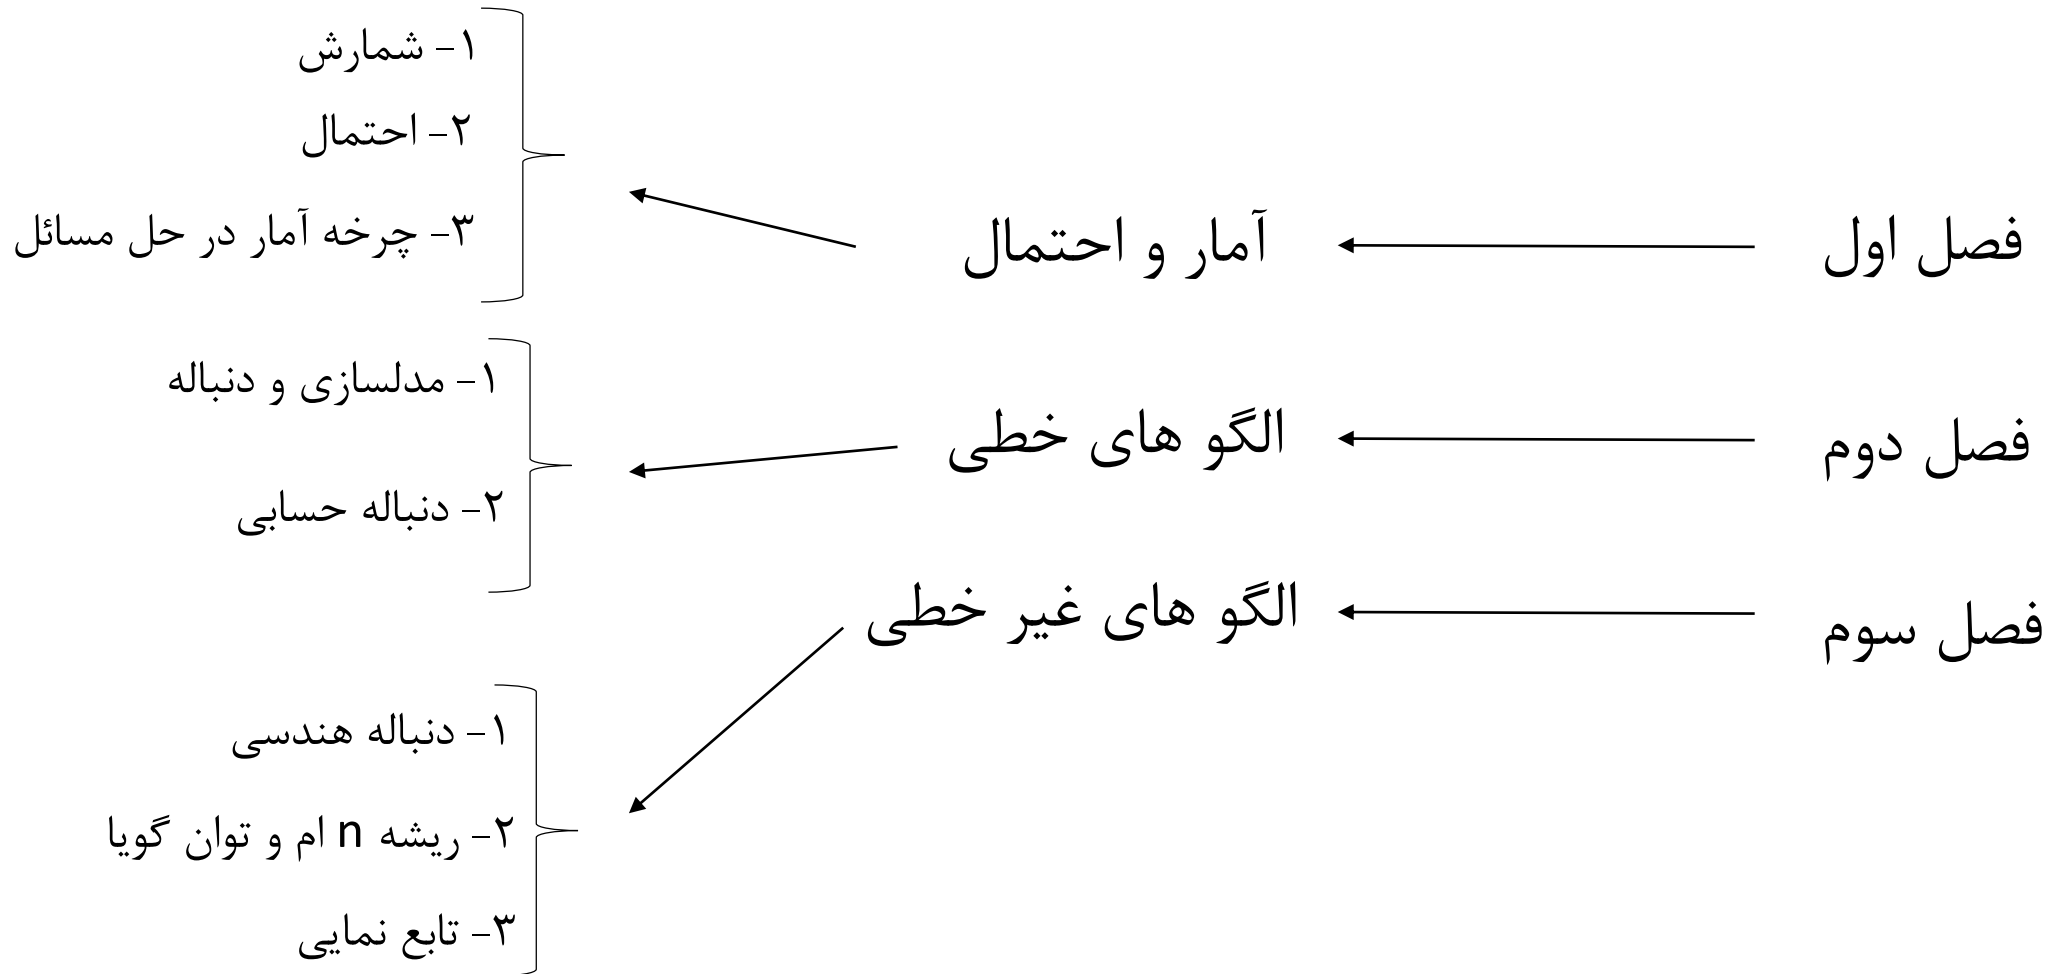 فصل اول
آمار و احتمال
۱- شمارش
۲- احتمال
۳- چرخه آمار در حل مسائل
فصل دوم
الگو های خطی
۱- مدلسازی و دنباله
۲- دنباله حسابی
فصل سوم
الگو های غیر خطی
۱- دنباله هندسی
۲- ریشه n ام و توان گویا
۳- تابع نمایی